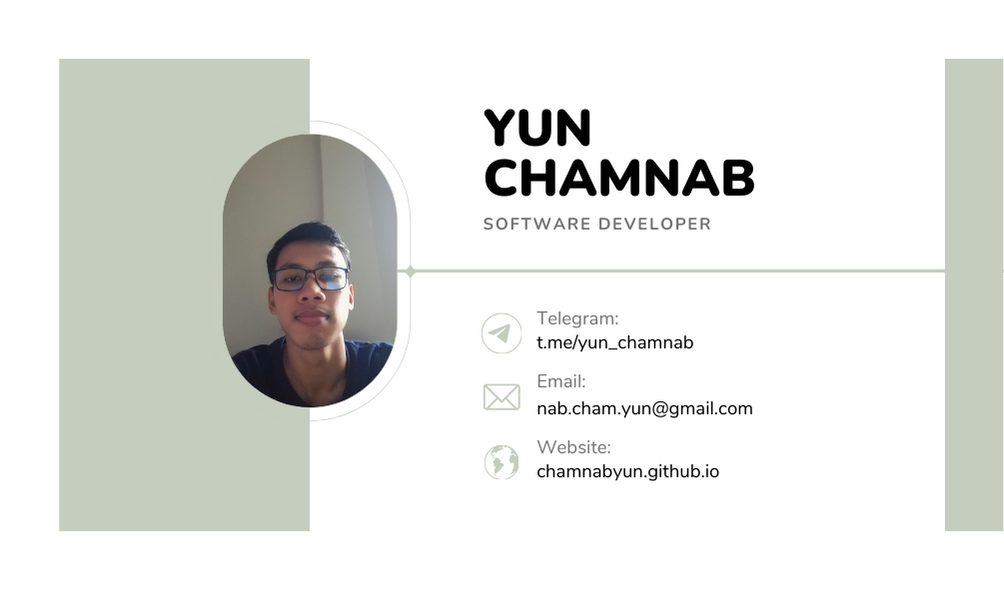 YUN
CHAMNAB
SOFTWARE DEVELOPER
Telegram:
t.me/yun_chamnab
Email:
nab.cham.yun@gmail.com
Website:
chamnabyun.github.io